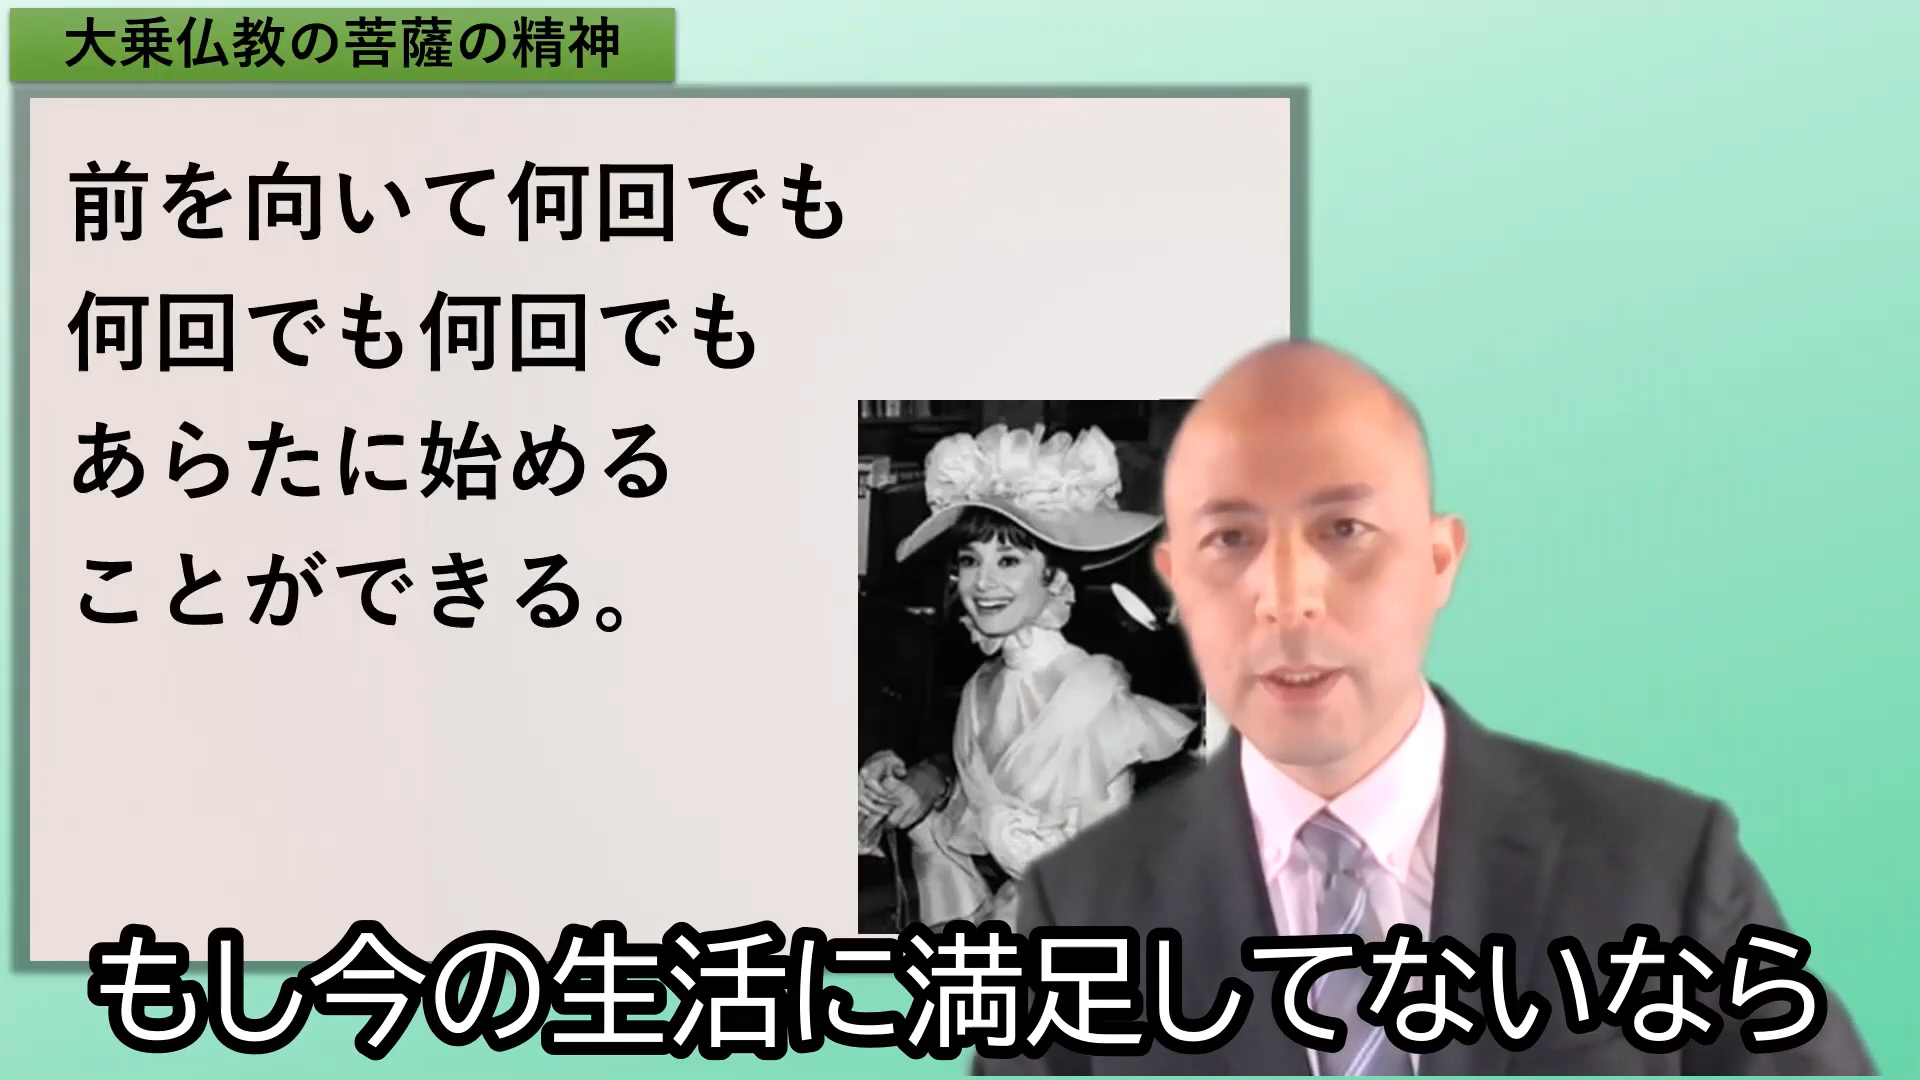 大乗仏教の菩薩の精神
前を向いて何回でも
何回でも何回でも
あらたに始める
ことができる。
もし今の生活に満足してないなら